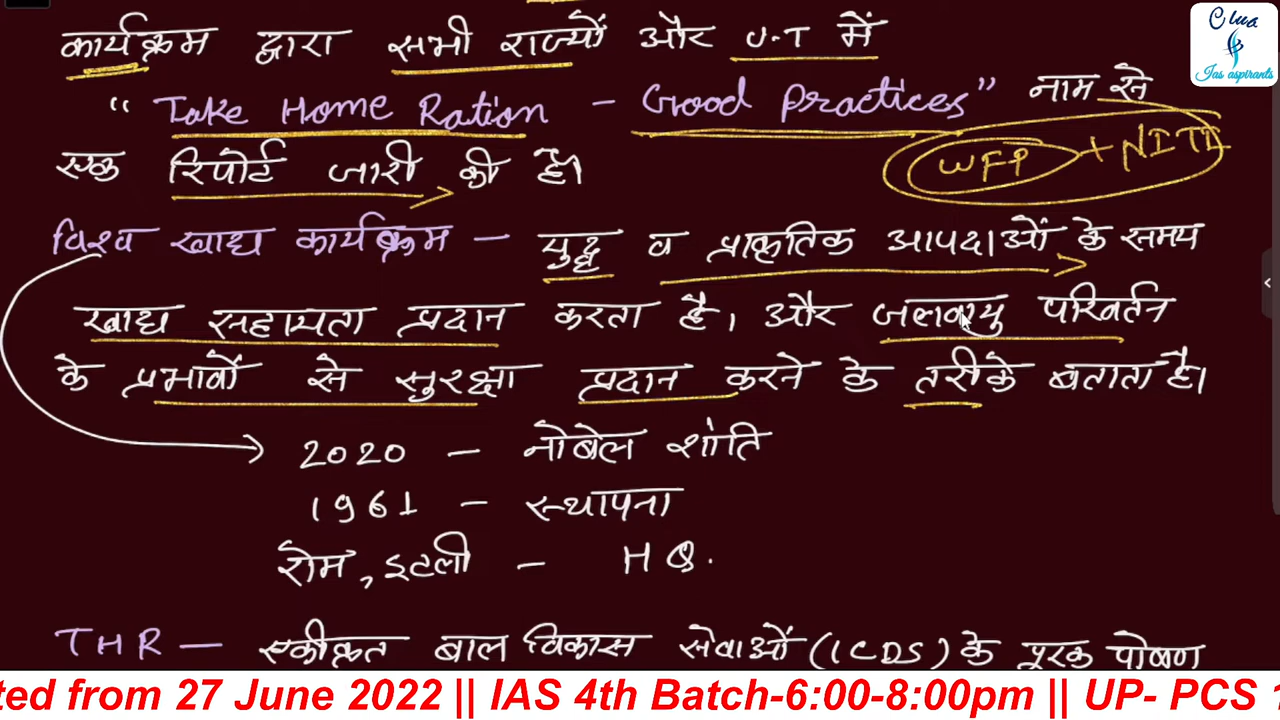 Clue
Ias aspirants
कार्यक्रम द्वारा सभी राज्यों और U.T में
“ Take Home Ration - Good Practices” नाम से
WFP + NITI
एक रिपोर्ट जारी की है।
विश्व खाद्य कार्यक्रम - युद्ध व प्राकृतिक आपदाओं के समय
खाद्य सहायता प्रदान करता है। और जलवायु परिवर्तन
के प्रभावों से सुरक्षा प्रदान करने के तरीके बताता है।
2020 - नोबेल शांति
1961 - स्थापना
रोम, इटली - HQ.
THR - एकीकृत बाल विकास सेवाओं (ICDS) के पूरक पोषण
ted from 27 June 2022 || IAS 4th Batch-6:00-8:00pm || UP- PCS 1